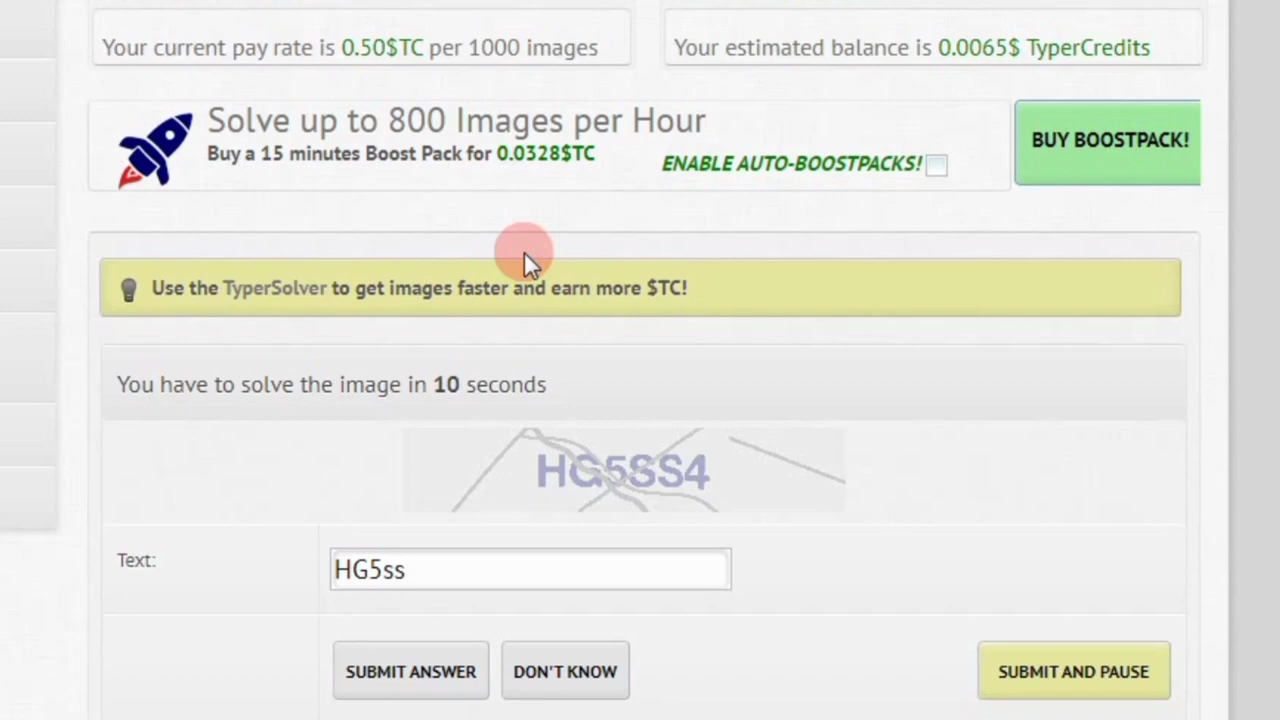 Your current pay rate is 0.50$TC per 1000 images
Your estimated balance is 0.0065$ TyperCredits
Solve up to 800 Images per Hour
Buy a 15 minutes Boost Pack for 0.0328$TC
ENABLE AUTO-BOOSTPACKS!
BUY BOOSTPACK!
Use the TyperSolver to get images faster and earn more $TC!
You have to solve the image in 10 seconds
HG5SS4
Text:
HG5ss
SUBMIT ANSWER
DON'T KNOW
SUBMIT AND PAUSE